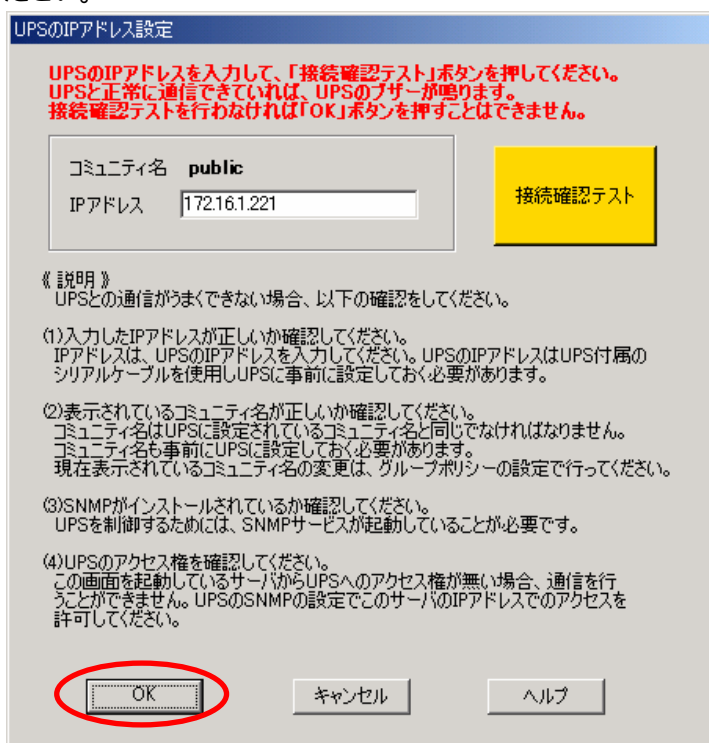 ださい。
UPSのIPアドレス設定
UPSのIPアドレスを入力して、「接続確認テスト」ボタンを押してください。
UPSと正常に通信できていれば、UPSのブザーが鳴ります。
接続確認テストを行わなければ「OK」ボタンを押すことはできません。
コミュニティ名 public
IPアドレス 172.16.1.221
接続確認テスト
《 説明 》
UPSとの通信がうまくできない場合、以下の確認をしてください。
(1)入力したIPアドレスが正しいか確認してください。
IPアドレスは、UPSのIPアドレスを入力してください。UPSのIPアドレスはUPS付属の
シリアルケーブルを使用しUPSに事前に設定しておく必要があります。
(2)表示されているコミュニティ名が正しいか確認してください。
コミュニティ名はUPSに設定されているコミュニティ名と同じでなければなりません。
コミュニティ名も事前にUPSに設定しておく必要があります。
現在表示されているコミュニティ名の変更は、グループポリシーの設定で行ってください。
(3)SNMPがインストールされているか確認してください。
UPSを制御するためには、SNMPサービスが起動していることが必要です。
(4)UPSのアクセス権を確認してください。
この画面を起動しているサーバからUPSへのアクセス権が無い場合、通信を行
うことができません。UPSのSNMPの設定でこのサーバのIPアドレスでのアクセスを
許可してください。
OK キャンセル ヘルプ